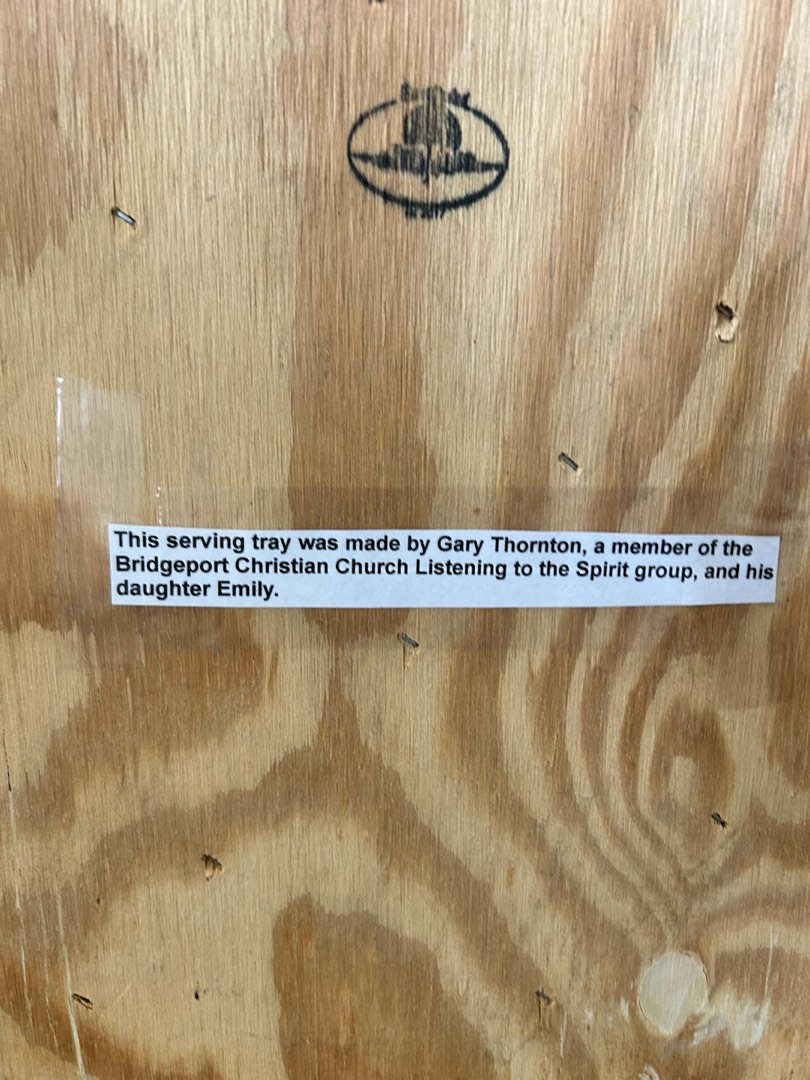 This serving tray was made by Gary Thornton, a member of the
Bridgeport Christian Church Listening to the Spirit group, and his
daughter Emily.